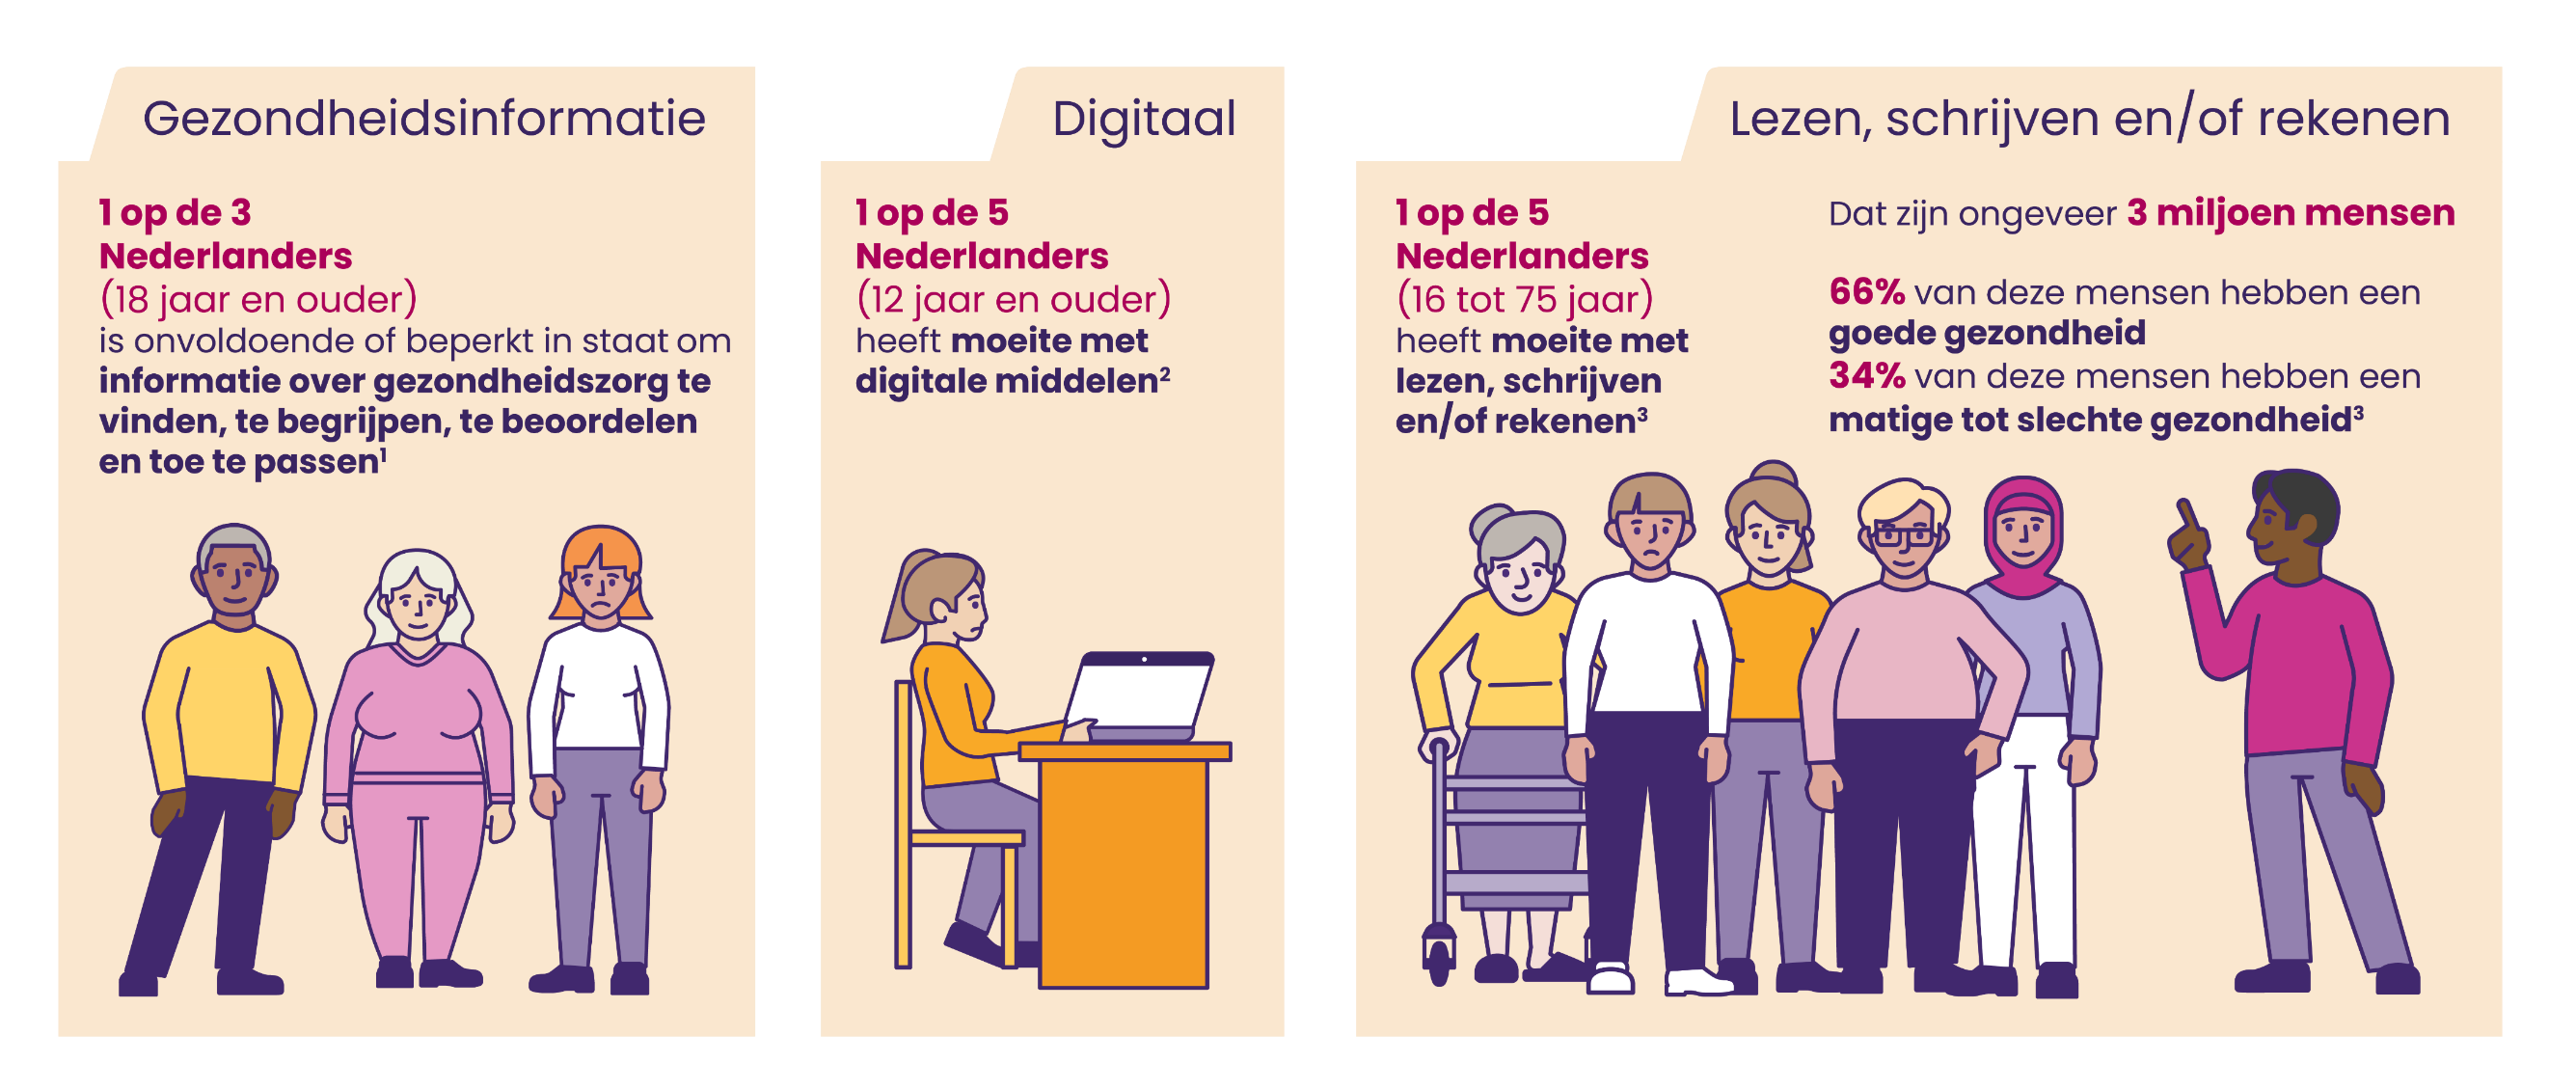 Gezondheidsinformatie
1 op de 3
Nederlanders
(18 jaar en ouder)
is onvoldoende of beperkt in staat om
informatie over gezondheidszorg te
vinden, te begrijpen, te beoordelen
en toe te passen¹
Digitaal
1 op de 5
Nederlanders
(12 jaar en ouder)
heeft moeite met
digitale middelen²
Lezen, schrijven en/of rekenen
1 op de 5
Nederlanders
(16 tot 75 jaar)
heeft moeite met
lezen, schrijven
en/of rekenen³
Dat zijn ongeveer 3 miljoen mensen
66% van deze mensen hebben een
goede gezondheid
34% van deze mensen hebben een
matige tot slechte gezondheid³